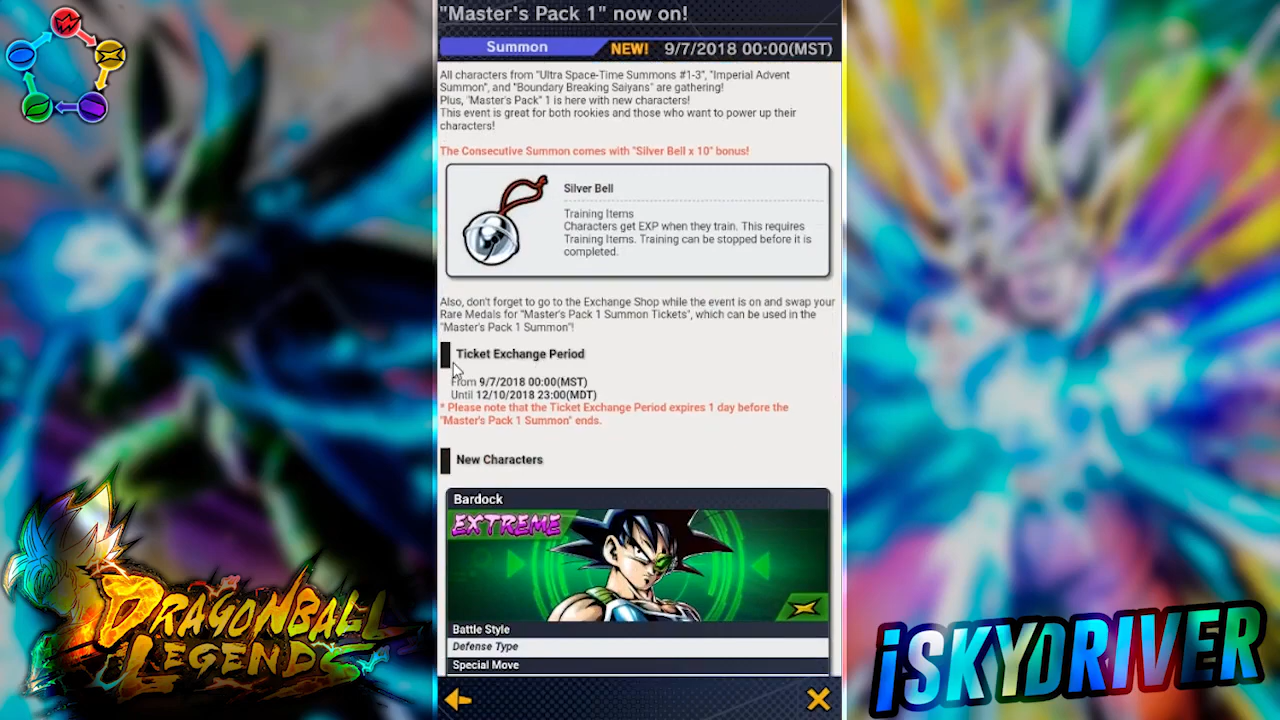 "Master's Pack 1" now on!
Summon NEW! 9/7/2018 00:00(MST)
All characters from "Ultra Space-Time Summons #1-3", "Imperial Advent
Summon", and "Boundary Breaking Saiyans" are gathering!
Plus, "Master's Pack" 1 is here with new characters!
This event is great for both rookies and those who want to power up their
characters!
The Consecutive Summon comes with "Silver Bell x 10" bonus!
Silver Bell
Training Items
Characters get EXP when they train. This requires
Training Items. Training can be stopped before it is
completed.
Also, don't forget to go to the Exchange Shop while the event is on and swap your
Rare Medals for "Master's Pack 1 Summon Tickets", which can be used in the
"Master's Pack 1 Summon"!
Ticket Exchange Period
From 9/7/2018 00:00(MST)
Until 12/10/2018 23:00(MDT)
* Please note that the Ticket Exchange Period expires 1 day before the
"Master's Pack 1 Summon" ends.
New Characters
Bardock
EXTREME
Battle Style
Defense Type
Special Move
DRAGONBALL
LEGENDS
iSKYDRIVER